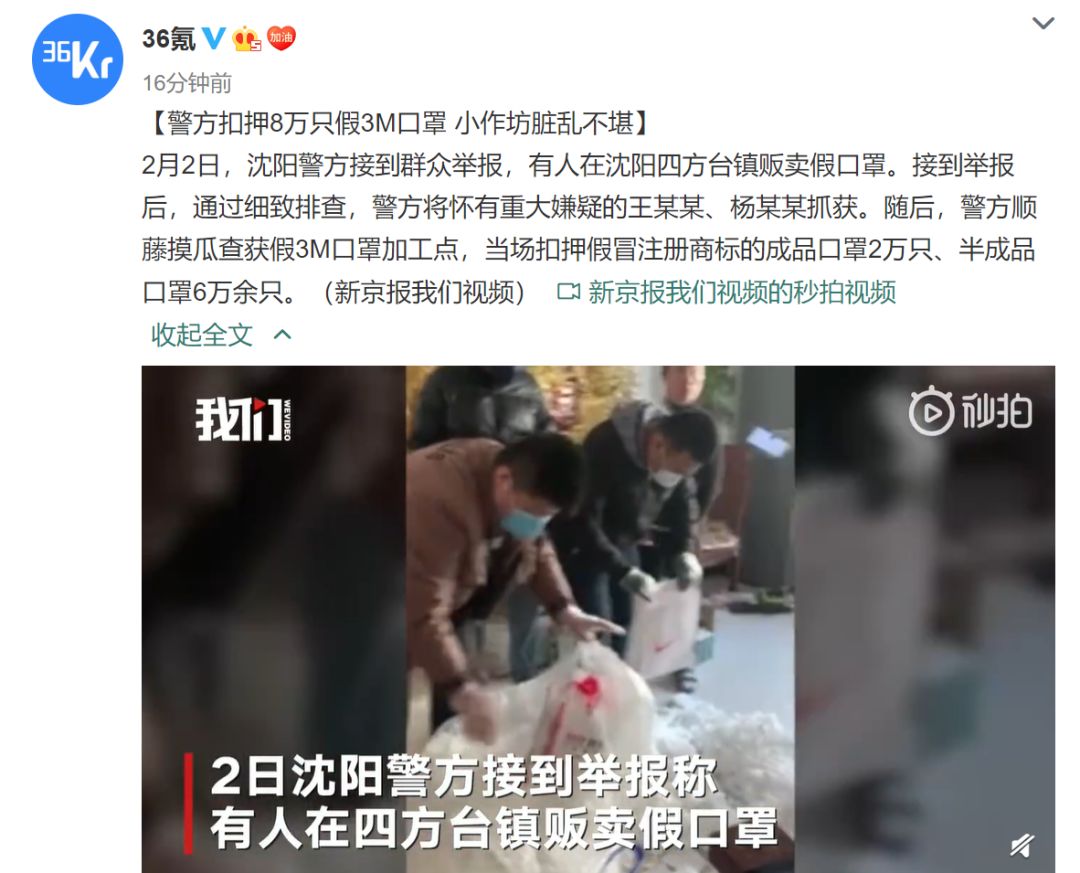 36Kr
36氪
加油
16分钟前
【警方扣押8万只假3M口罩 小作坊脏乱不堪】
2月2日，沈阳警方接到群众举报，有人在沈阳四方台镇贩卖假口罩。接到举报
后，通过细致排查，警方将怀有重大嫌疑的王某某、杨某某抓获。随后，警方顺
藤摸瓜查获假3M口罩加工点，当场扣押假冒注册商标的成品口罩2万只、半成品
口罩6万余只。（新京报我们视频） 新京报我们视频的秒拍视频
收起全文
我们 WEVIDEO
秒拍
2日沈阳警方接到举报称
有人在四方台镇贩卖假口罩